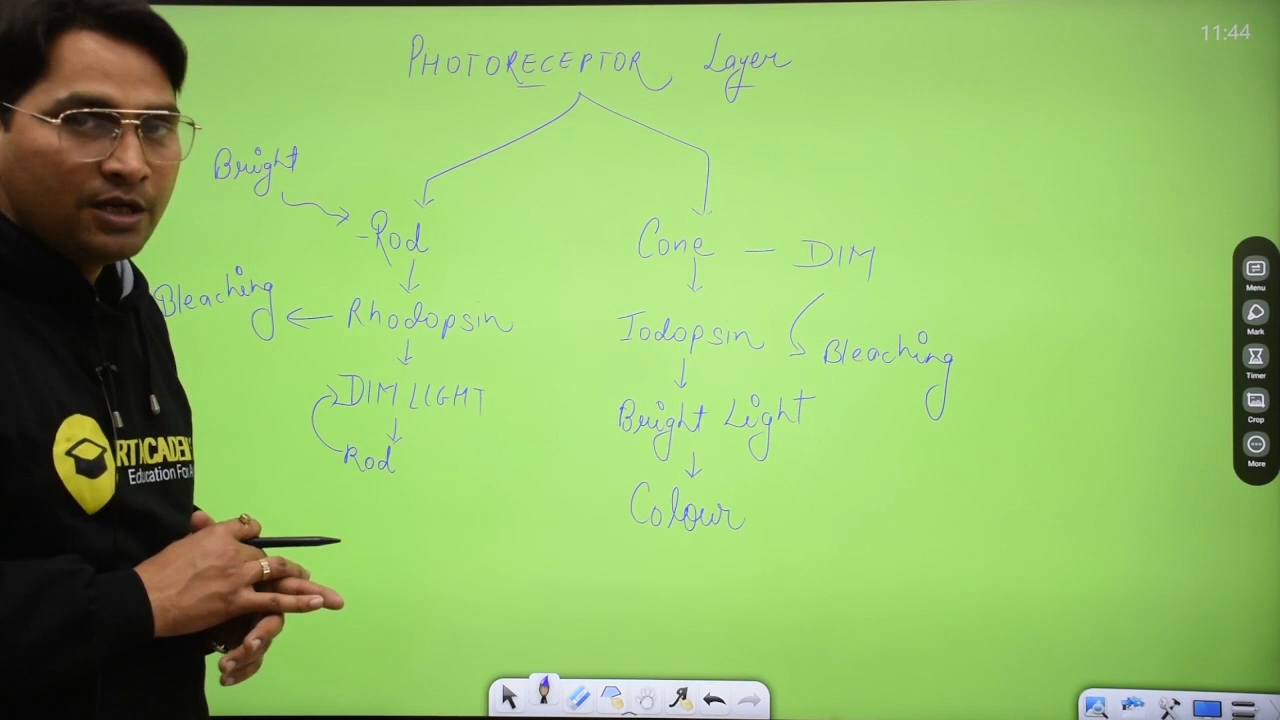 11:44
PHOTORECEPTOR Layer
Bright
Rod
Cone — DIM
Bleaching ← Rhodopsin
Iodopsin
Bleaching
DIM LIGHT
Bright Light
Rod
Colour
Education For
Menu
Mark
Timer
Crop
More